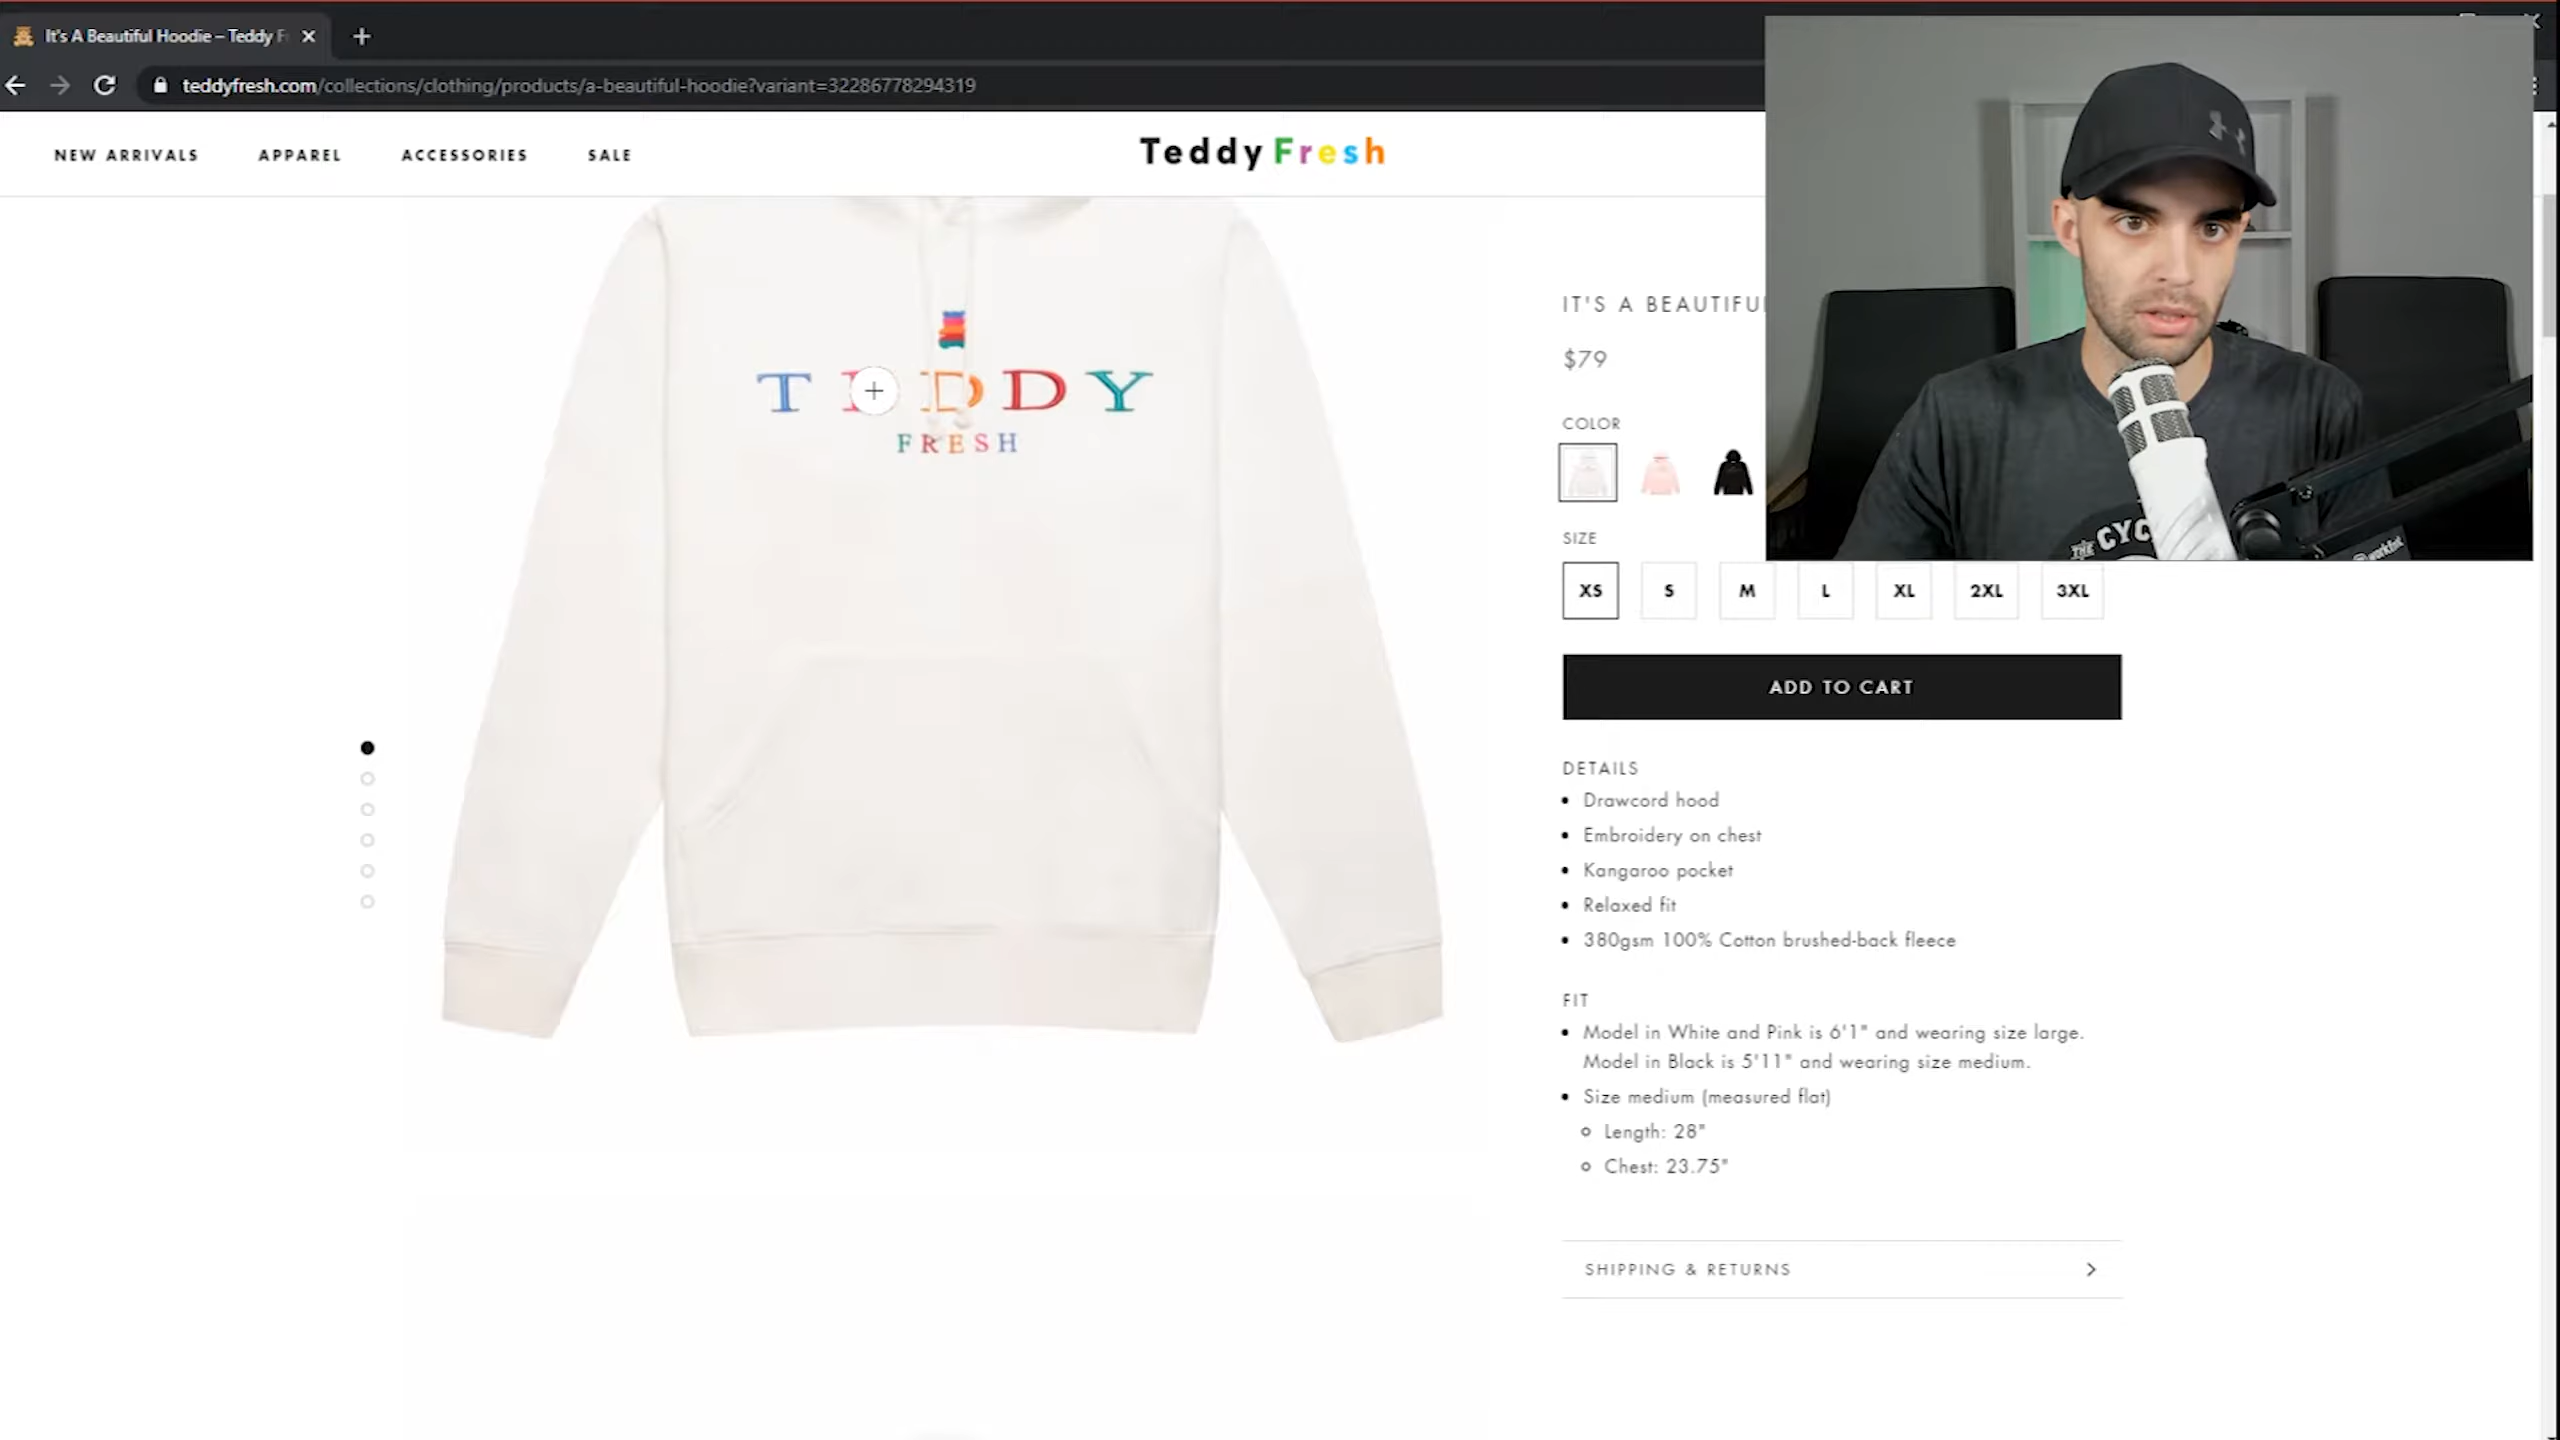 It's A Beautiful Hoodie – Teddy F
teddyfresh.com/collections/clothing/products/a-beautiful-hoodie?variant=32286778294319
NEW ARRIVALS APPAREL ACCESSORIES SALE
Teddy Fresh
TEDDY
FRESH
IT'S A BEAUTIFU
$79
COLOR
SIZE
XS S M L XL 2XL 3XL
ADD TO CART
DETAILS
• Drawcord hood
• Embroidery on chest
• Kangaroo pocket
• Relaxed fit
• 380gsm 100% Cotton brushed-back fleece
FIT
• Model in White and Pink is 6'1" and wearing size large.
Model in Black is 5'11" and wearing size medium.
• Size medium (measured flat)
Length: 28"
Chest: 23.75"
SHIPPING & RETURNS
THE CYC